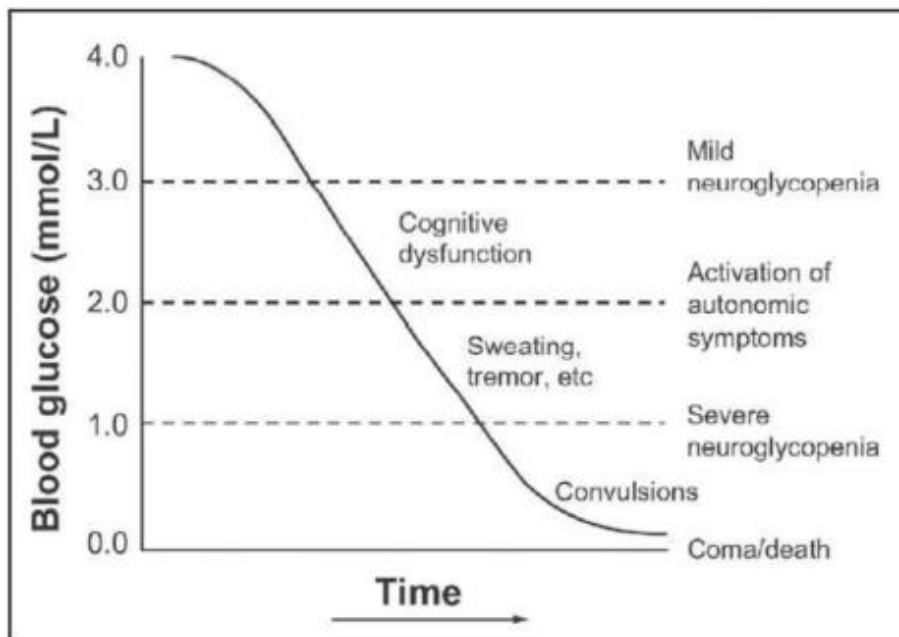 Blood glucose (mmol/L)
4.0
3.0
2.0
1.0
0.0
Mild
neuroglycopenia
Cognitive
dysfunction
Activation of
autonomic
symptoms
Sweating,
tremor, etc
Severe
neuroglycopenia
Convulsions
Coma/death
Time